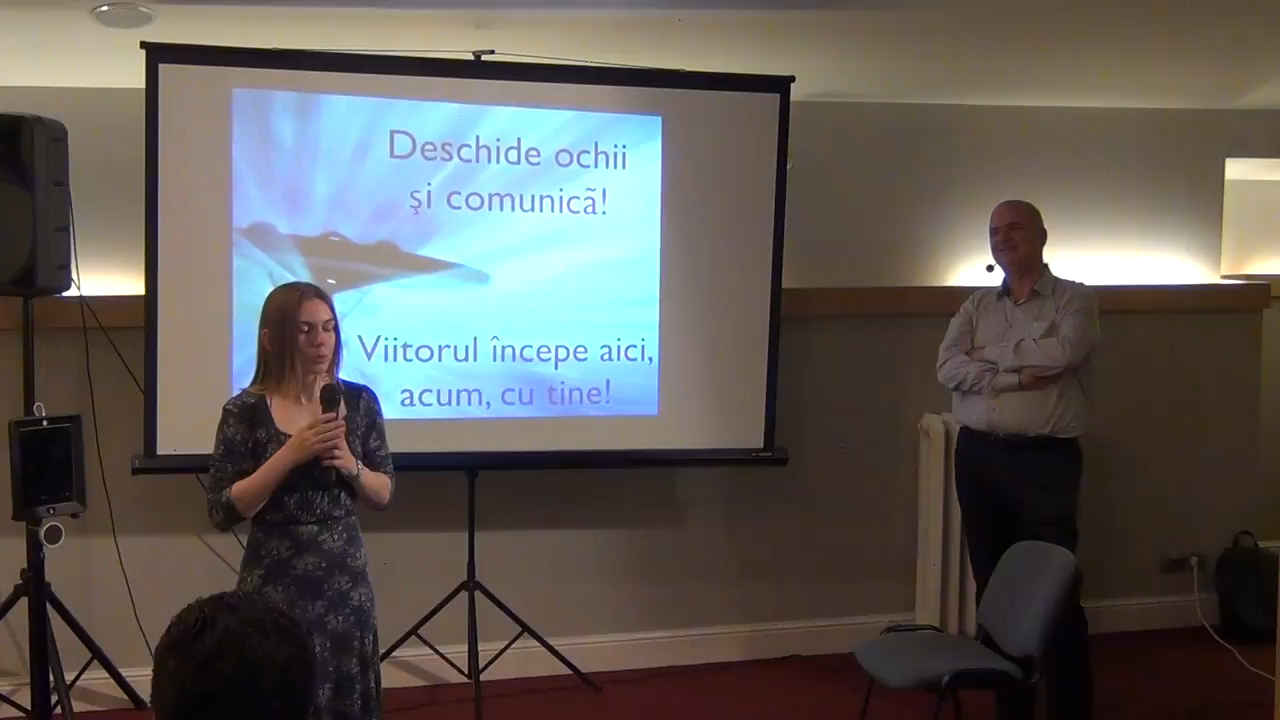 Deschide ochii
şi comunicã!
Viitorul începe aici,
acum, cu tine!